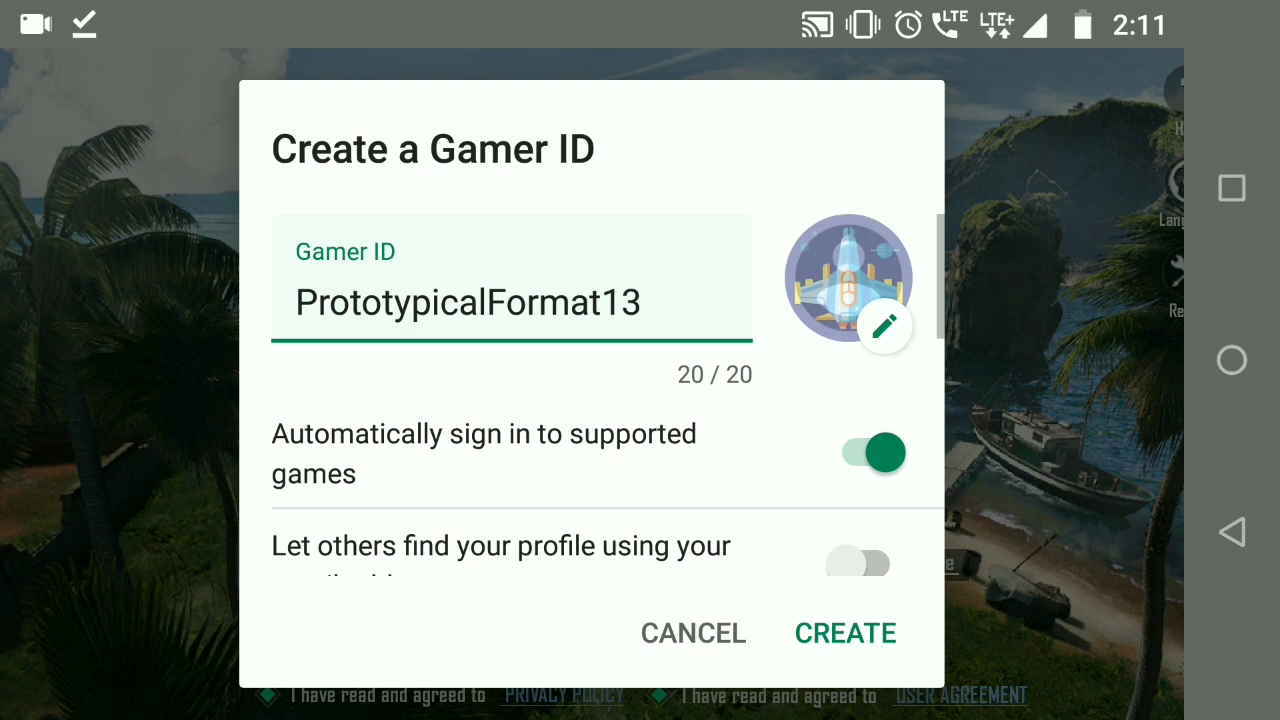 LTE LTE+ 2:11
Create a Gamer ID
Gamer ID
PrototypicalFormat13
20 / 20
Automatically sign in to supported
games
Let others find your profile using your
CANCEL CREATE
I have read and agreed to PRIVACY POLICY I have read and agreed to USER AGREEMENT